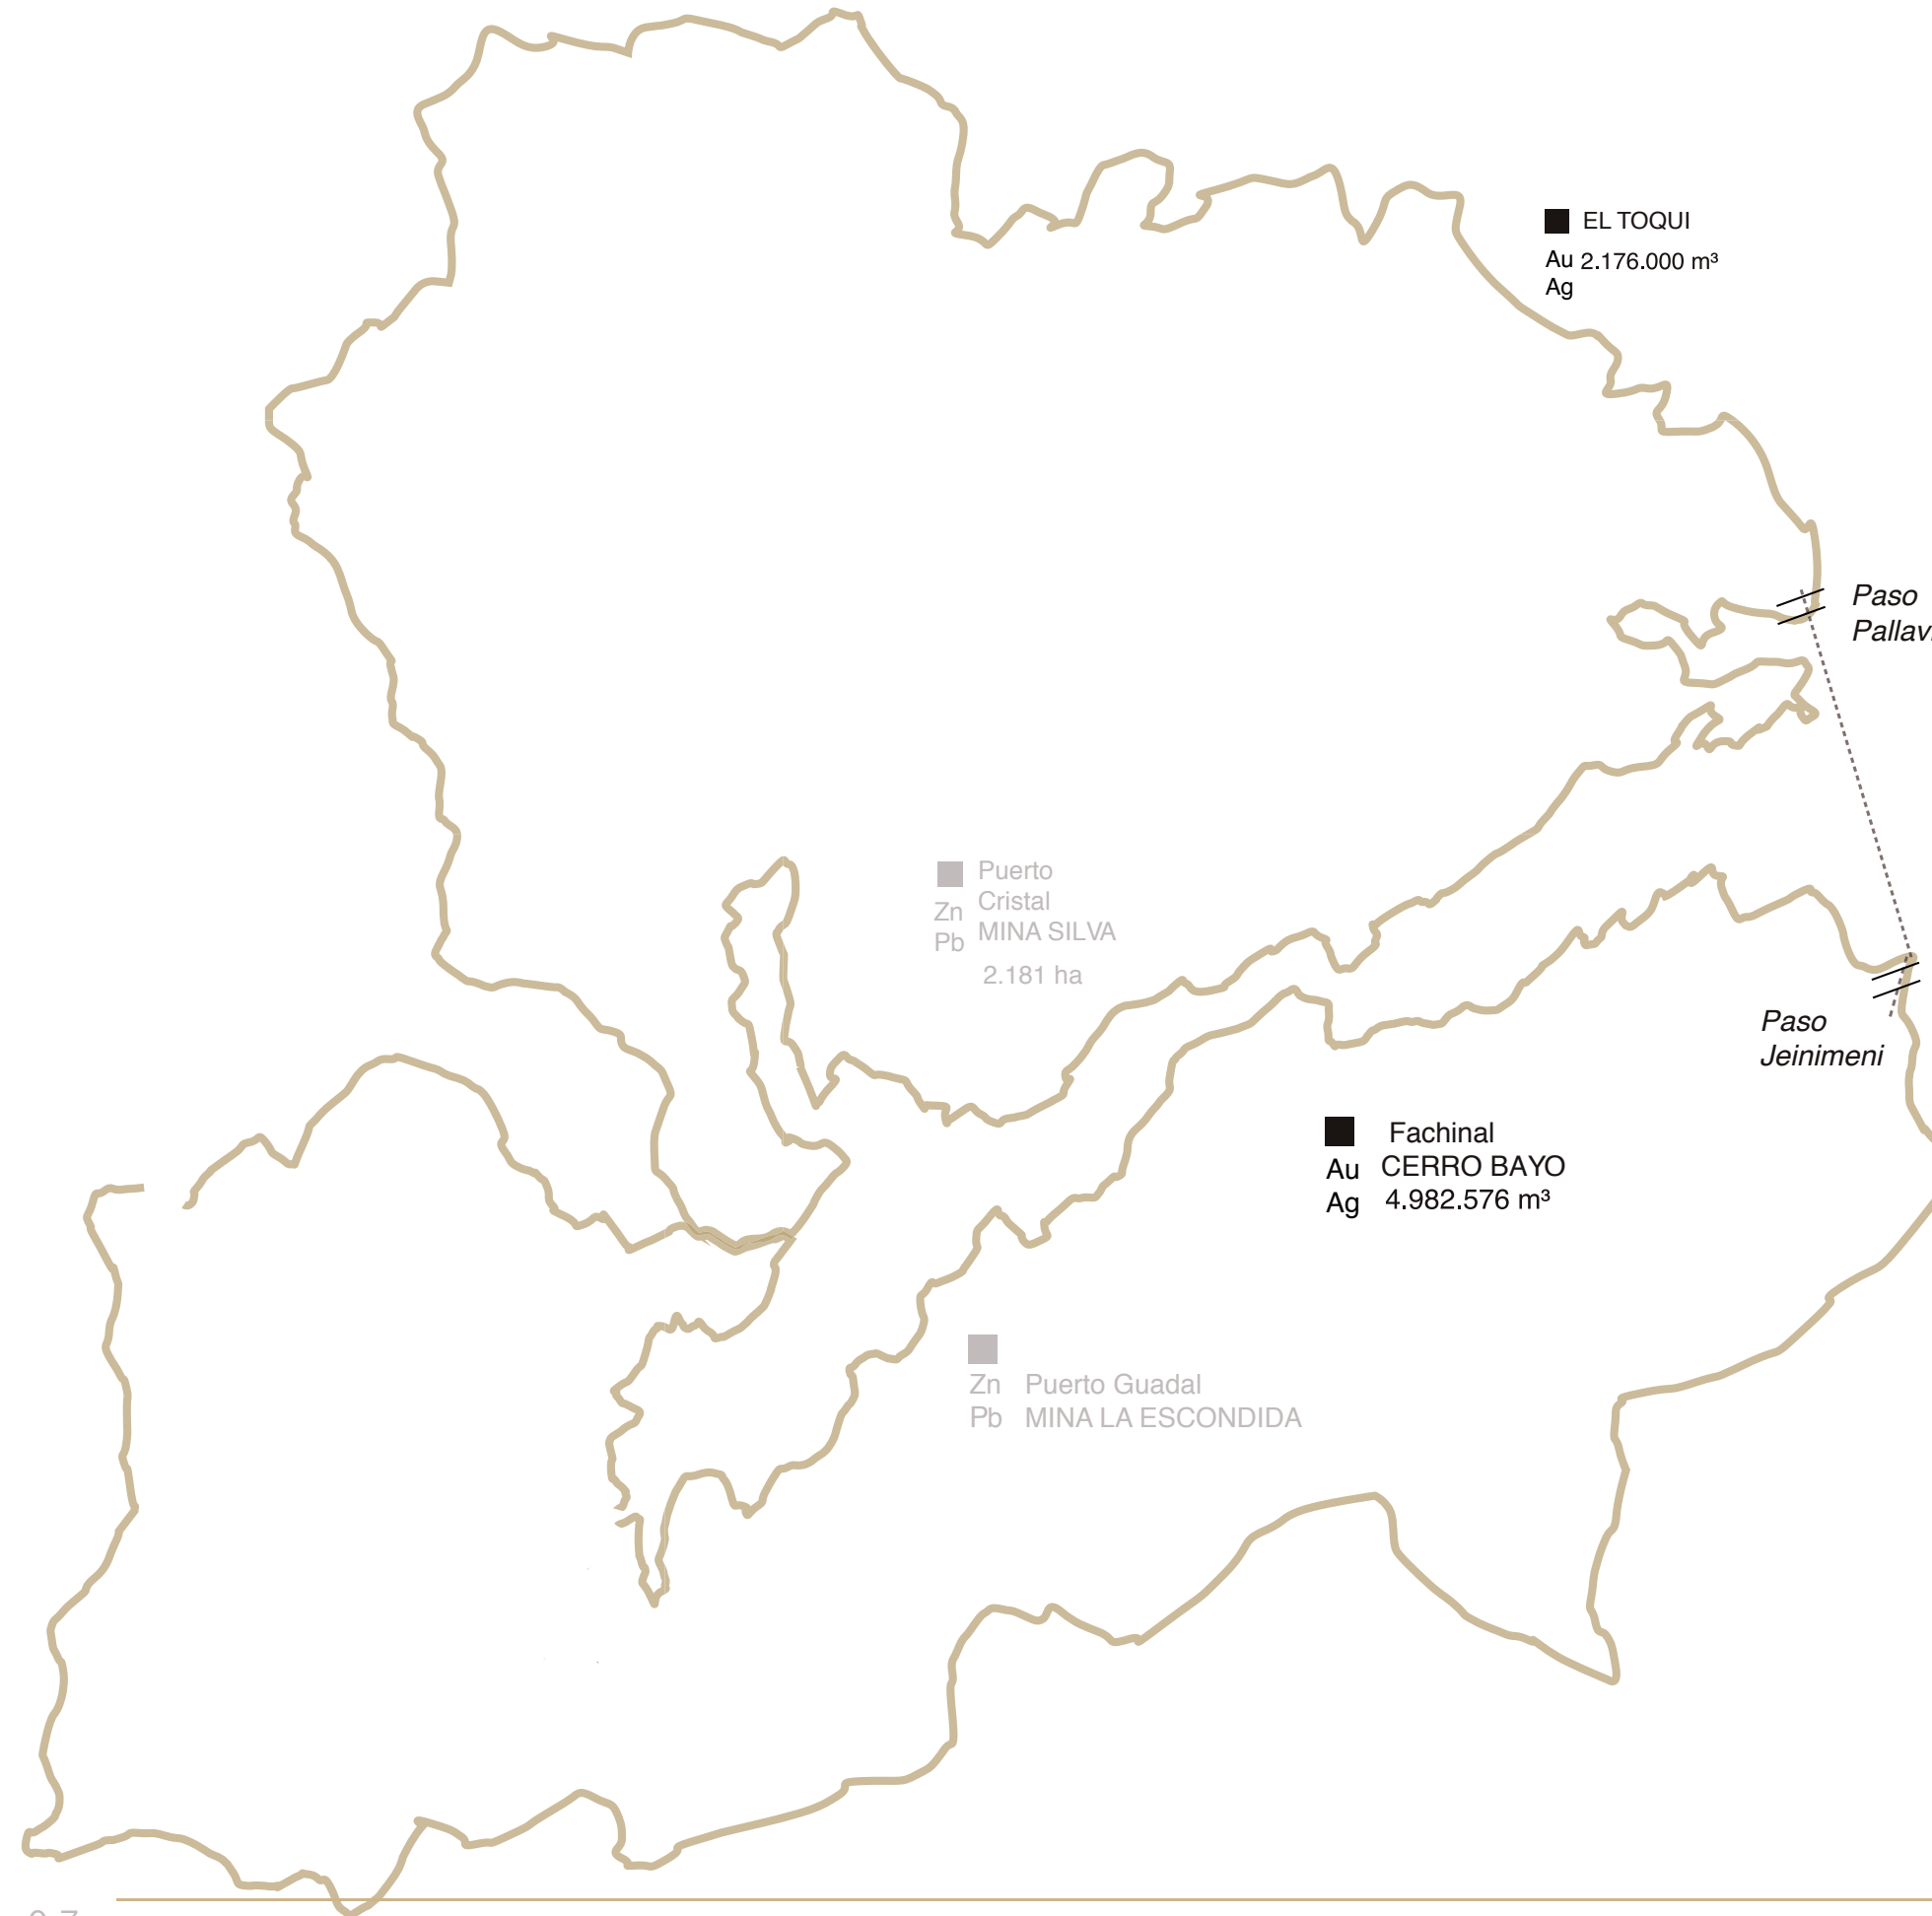 EL TOQUI
Au 2.176.000 m³
Ag
Paso
Puerto
Cristal
Zn
MINA SILVA
Pb
2.181 ha
Paso
Jeinimeni
Fachinal
Au CERRO BAYO
Ag 4.982.576 m³
Zn Puerto Guadal
Pb MINA LA ESCONDIDA